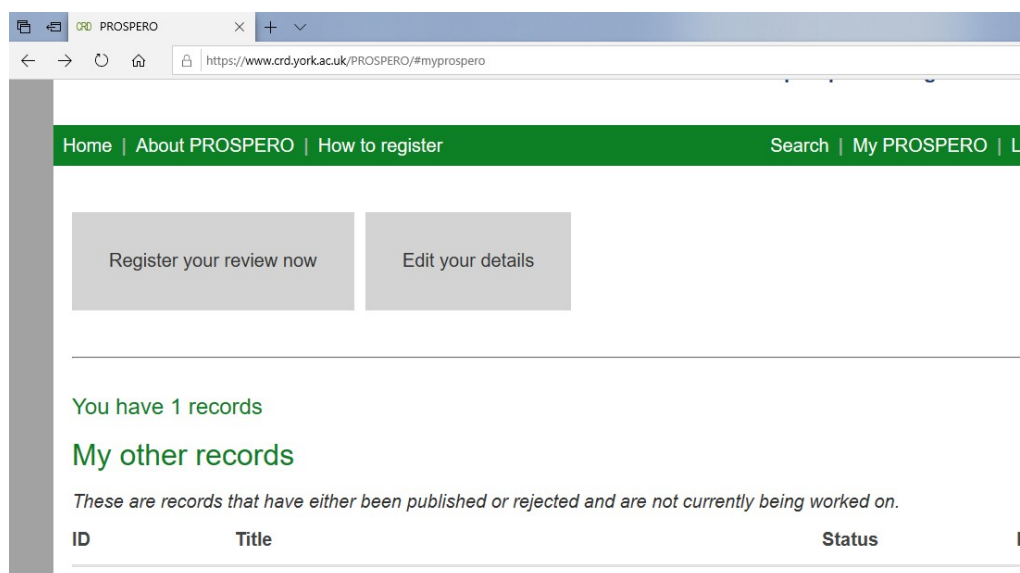 CRD PROSPERO
https://www.crd.york.ac.uk/PROSPERO/#myprospero
Home | About PROSPERO | How to register Search | My PROSPERO | L
Register your review now Edit your details
You have 1 records
My other records
These are records that have either been published or rejected and are not currently being worked on.
ID Title Status